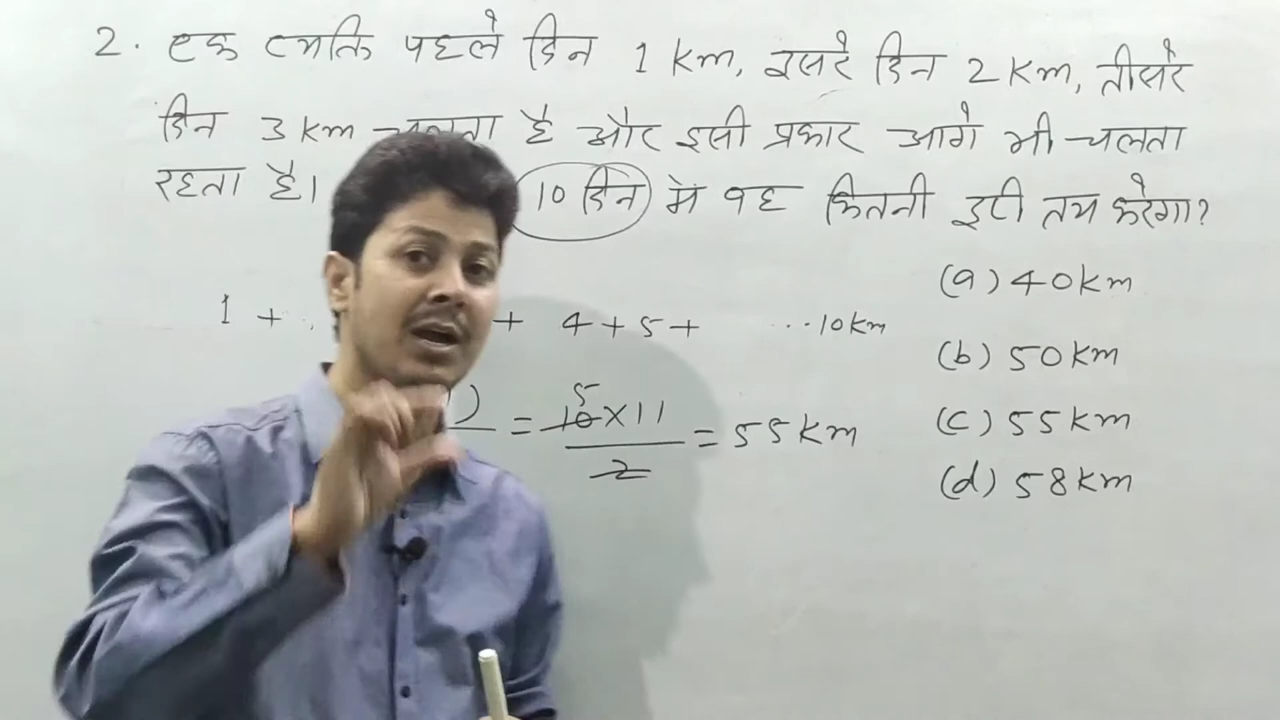 2. एक व्यक्ति पहले दिन 1 km, दूसरे दिन 2 km, तीसरे
दिन 3 km चलता है और इसी प्रकार आगे भी चलता
रहता है। 10 दिन में वह कितनी दूरी तय करेगा?
(a) 40 km
1 + + 4 + 5 + ...10 km
(b) 50 km
5
) = 10 x 11 = 55 km
2
(c) 55 km
(d) 58 km